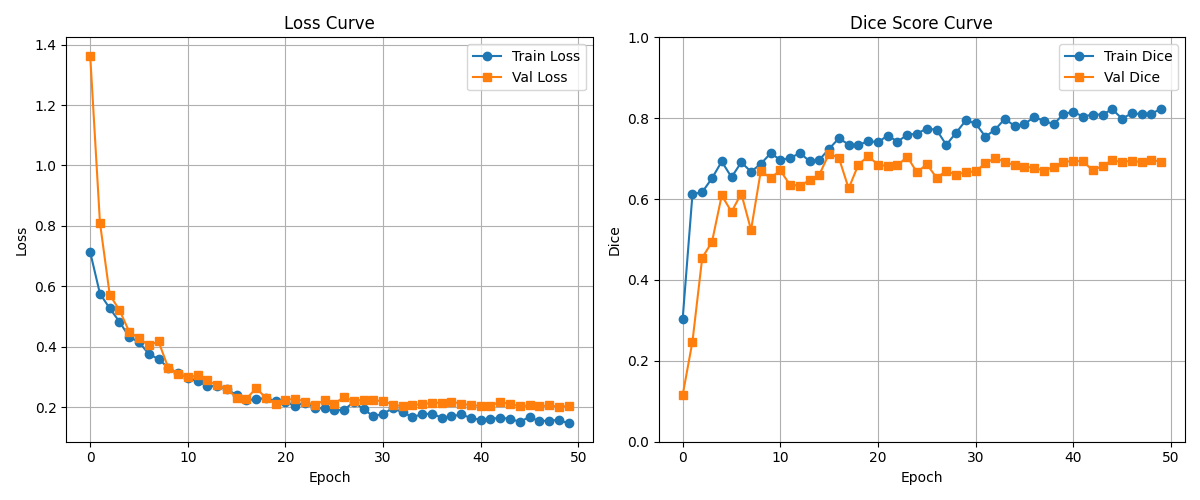 Loss Curve
1.4
1.2
1.0
0.8
0.6
0.4
0.2
Loss
0 10 20 30 40 50
Epoch
Train Loss
Val Loss
Dice Score Curve
1.0
0.8
0.6
0.4
0.2
0.0
Dice
0 10 20 30 40 50
Epoch
Train Dice
Val Dice